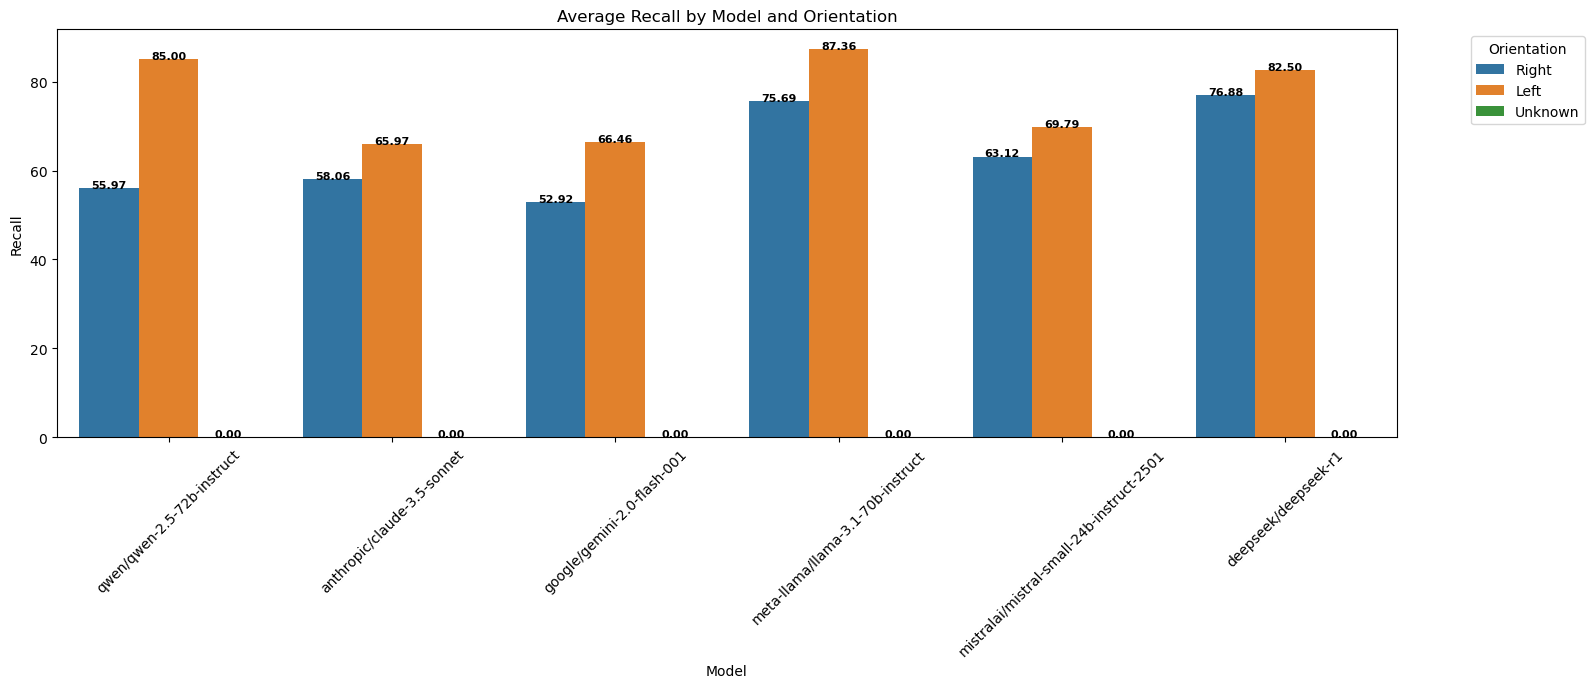 Average Recall by Model and Orientation
Orientation
Right
Left
Unknown
Recall
80
60
40
20
0
55.97
85.00
0.00
58.06
65.97
0.00
52.92
66.46
0.00
75.69
87.36
0.00
63.12
69.79
0.00
76.88
82.50
0.00
qwen/qwen-2.5-72b-instruct
anthropic/claude-3.5-sonnet
google/gemini-2.0-flash-001
meta-llama/llama-3.1-70b-instruct
mistralai/mistral-small-24b-instruct-2501
deepseek/deepseek-r1
Model